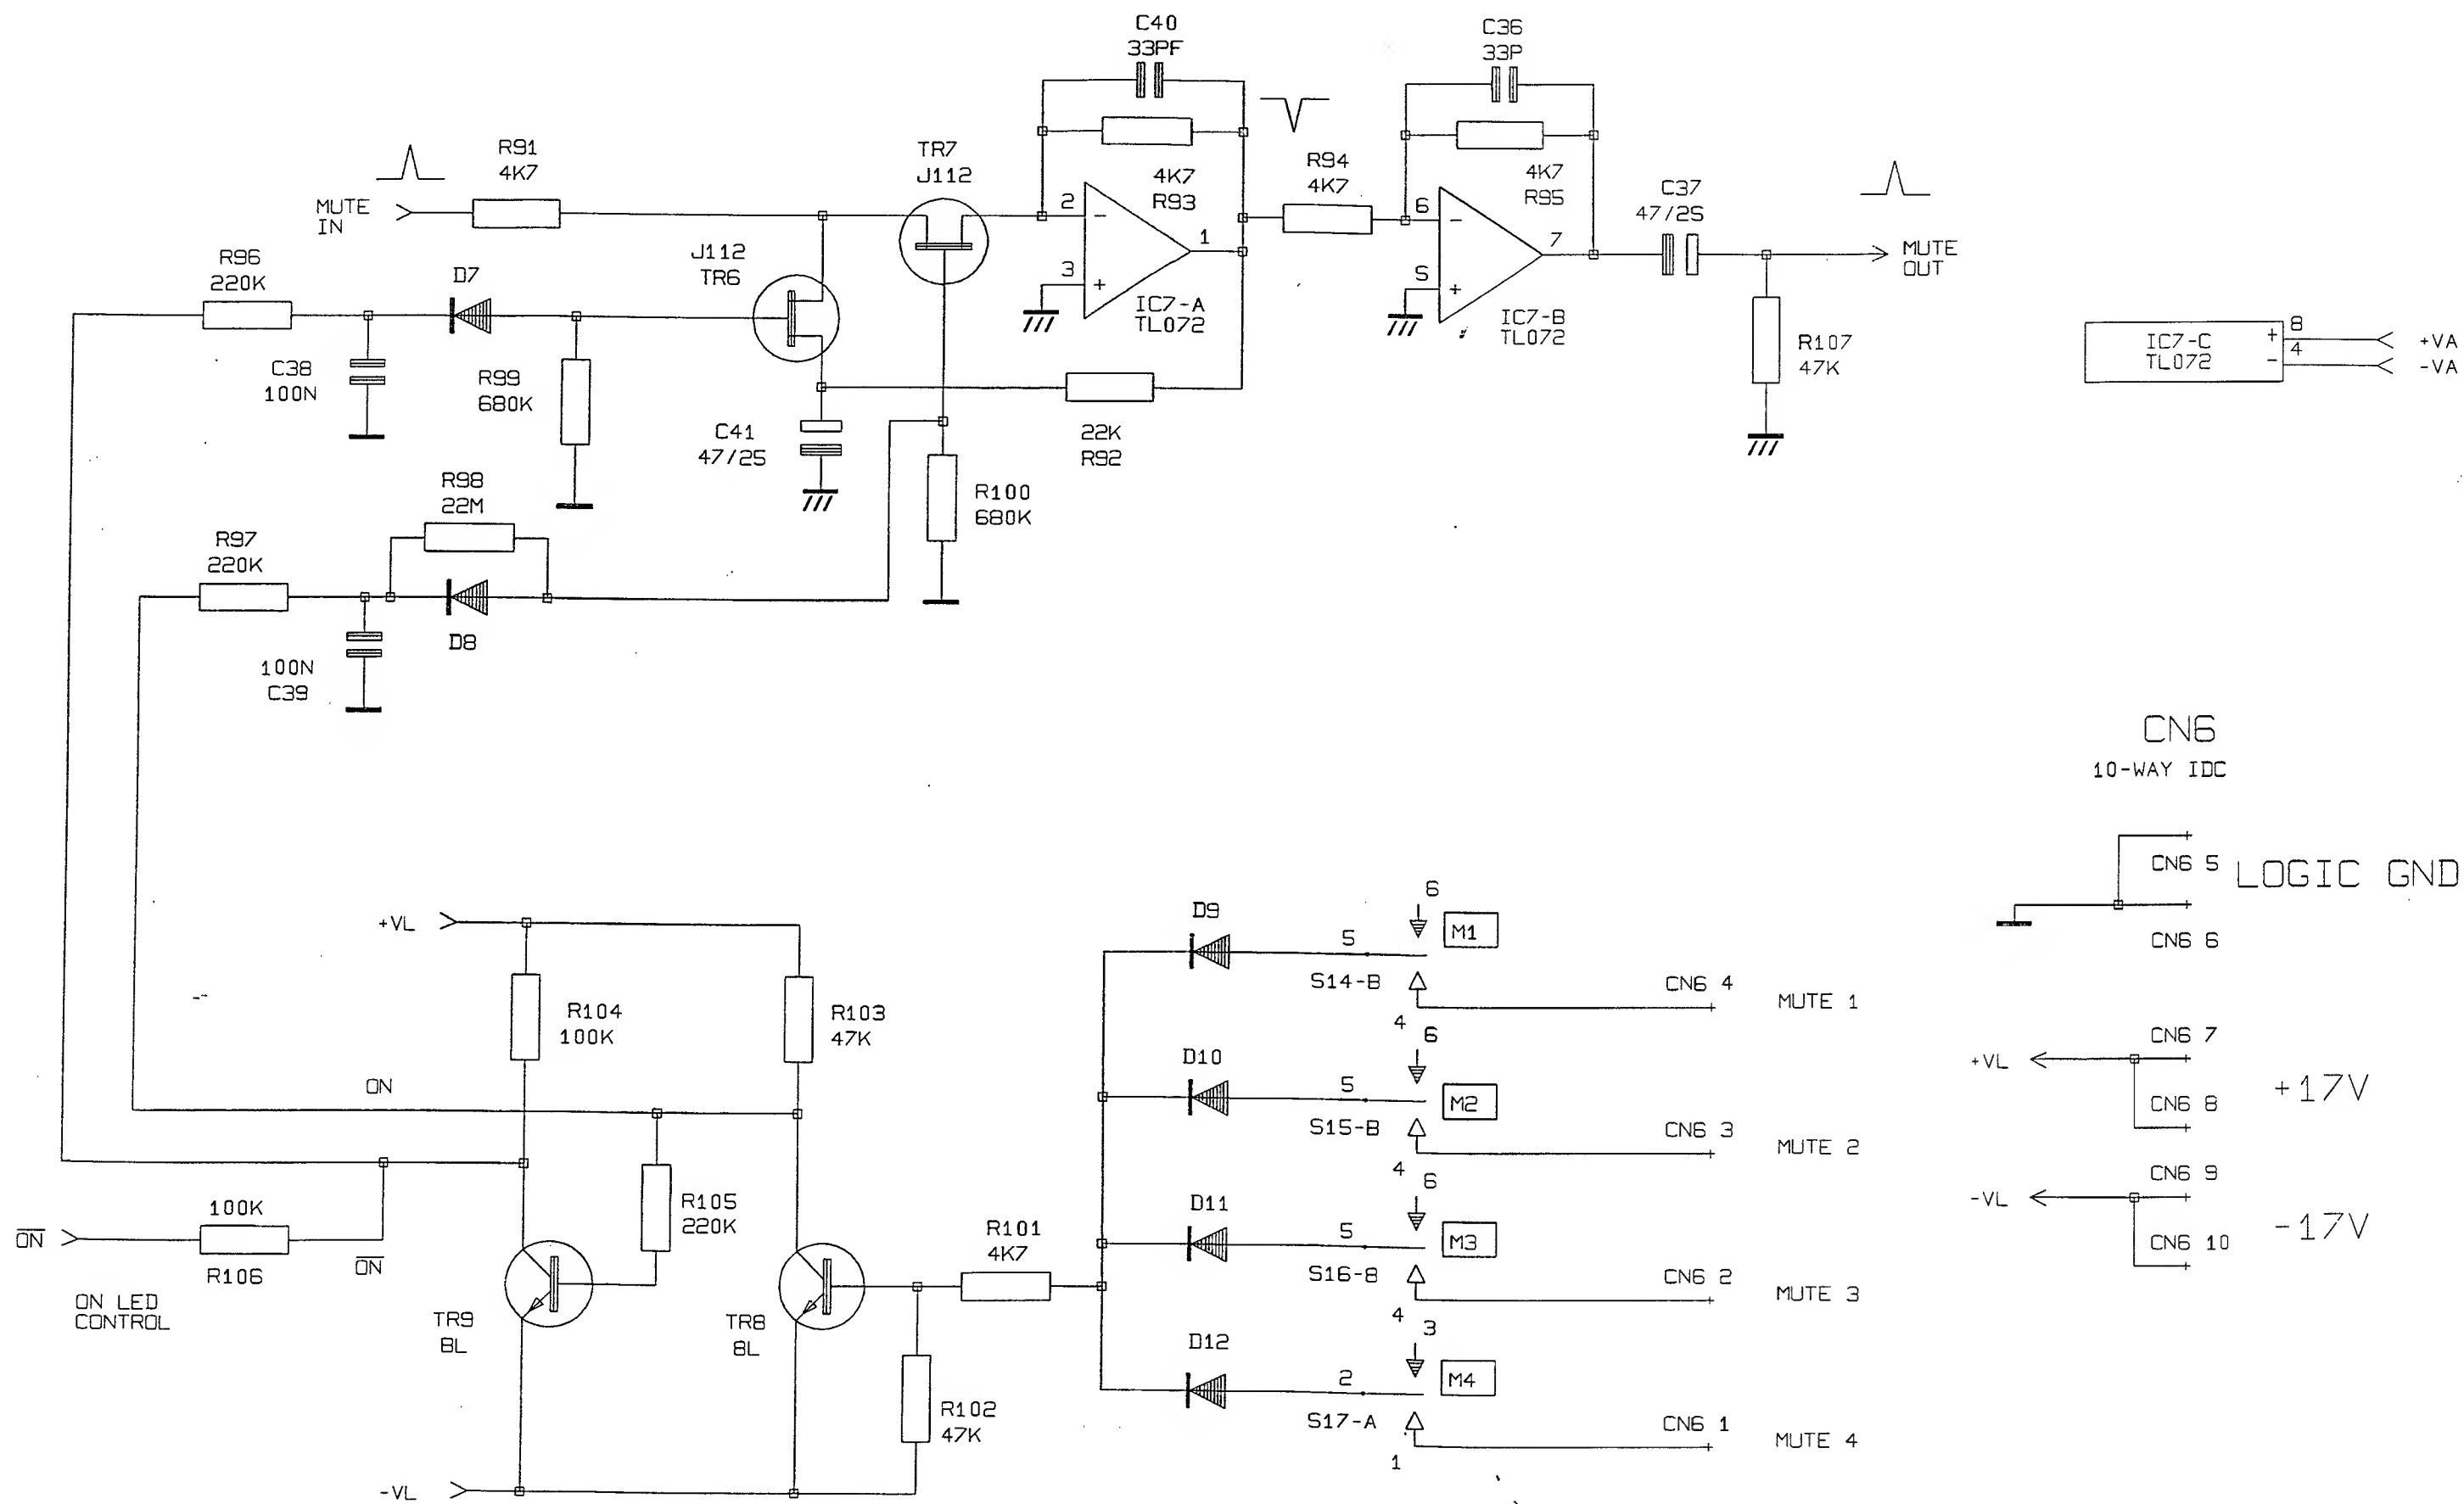 C40
33PF
C36
33P
R91
4K7
MUTE
IN
TR7
J112
4K7
R93
R94
4K7
4K7
R95
C37
47/25
MUTE
OUT
R96
220K
D7
J112
TR6
2
3
1
-
+
IC7-A
TL072
6
5
7
-
+
IC7-B
TL072
R107
47K
IC7-C
TL072
+
-
8
4
+VA
-VA
C38
100N
R99
680K
C41
47/25
22K
R92
R98
22M
R100
680K
R97
220K
D8
100N
C39
CN6
10-WAY IDC
CN6 5
LOGIC GND
CN6 6
+VL
D9
5
6
M1
S14-B
4
CN6 4
MUTE 1
R104
100K
R103
47K
CN6 7
+VL
CN6 8
+17V
ON
D10
5
6
M2
S15-B
4
CN6 3
MUTE 2
CN6 9
-VL
CN6 10
-17V
100K
O̅N̅
R106
O̅N̅
R105
220K
R101
4K7
D11
5
6
M3
S16-B
4
CN6 2
MUTE 3
ON LED
CONTROL
TR9
8L
TR8
8L
D12
2
3
M4
S17-A
1
CN6 1
MUTE 4
R102
47K
-VL